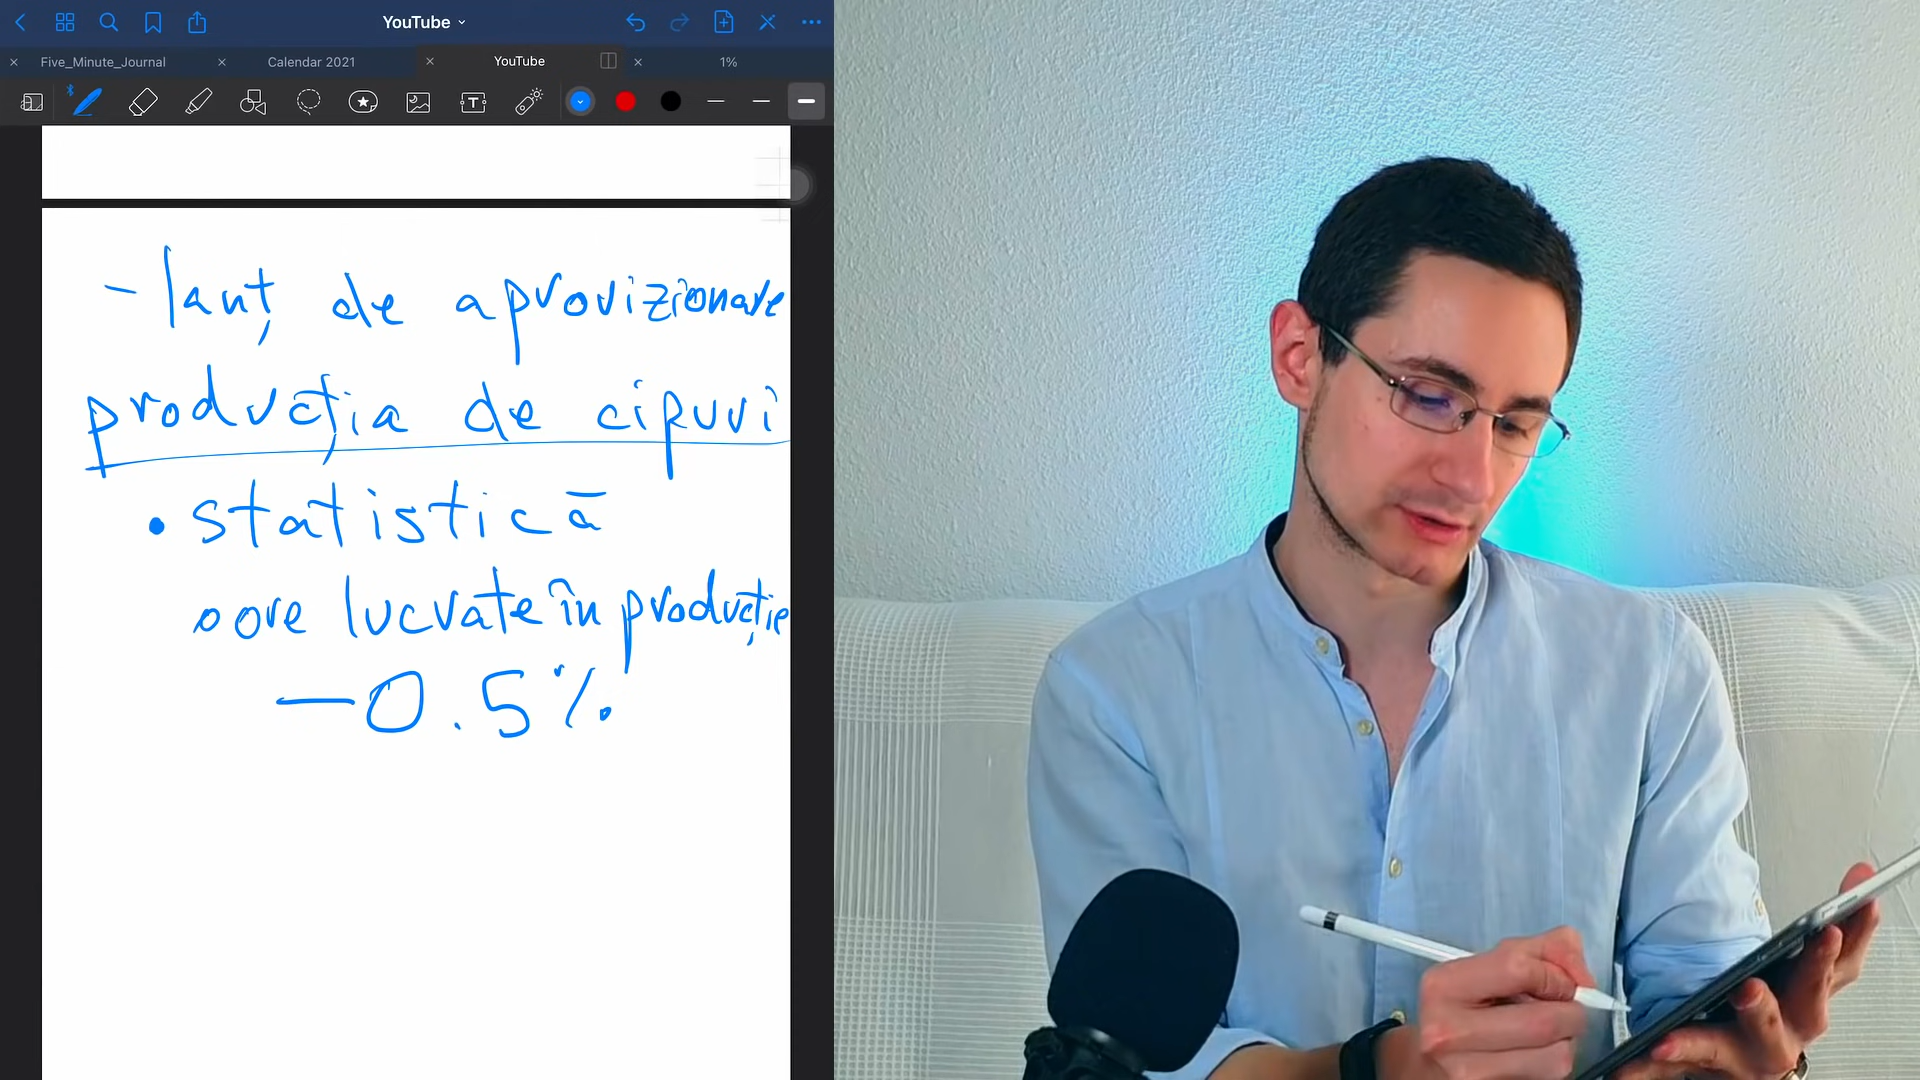 YouTube
Five_Minute_Journal
Calendar 2021
YouTube
1%
T
- lanț de aprovizionare
producția de cipuri
• statistică
o ore lucrate în producție
-0.5%